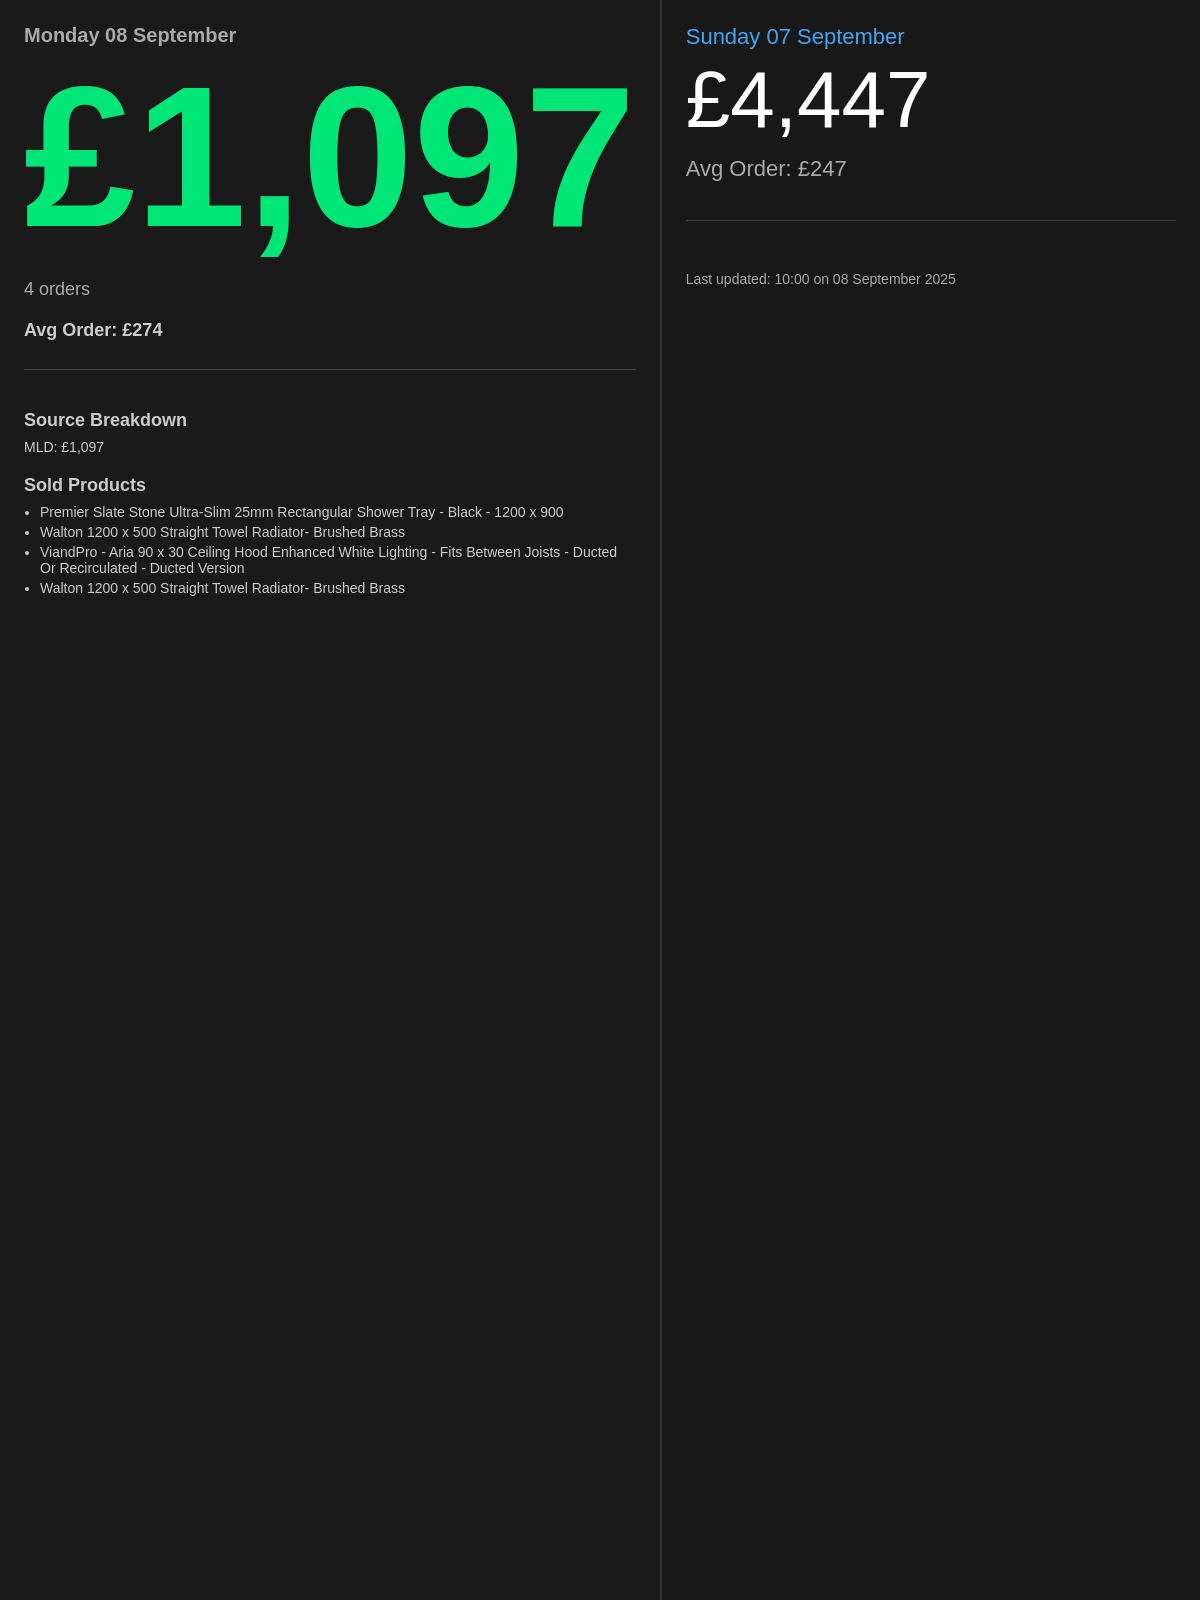 Monday 08 September
£1,097
4 orders
Avg Order: £274
Source Breakdown
MLD: £1,097
Sold Products
• Premier Slate Stone Ultra-Slim 25mm Rectangular Shower Tray - Black - 1200 x 900
• Walton 1200 x 500 Straight Towel Radiator- Brushed Brass
• ViandPro - Aria 90 x 30 Ceiling Hood Enhanced White Lighting - Fits Between Joists - Ducted
Or Recirculated - Ducted Version
• Walton 1200 x 500 Straight Towel Radiator- Brushed Brass
Sunday 07 September
£4,447
Avg Order: £247
Last updated: 10:00 on 08 September 2025